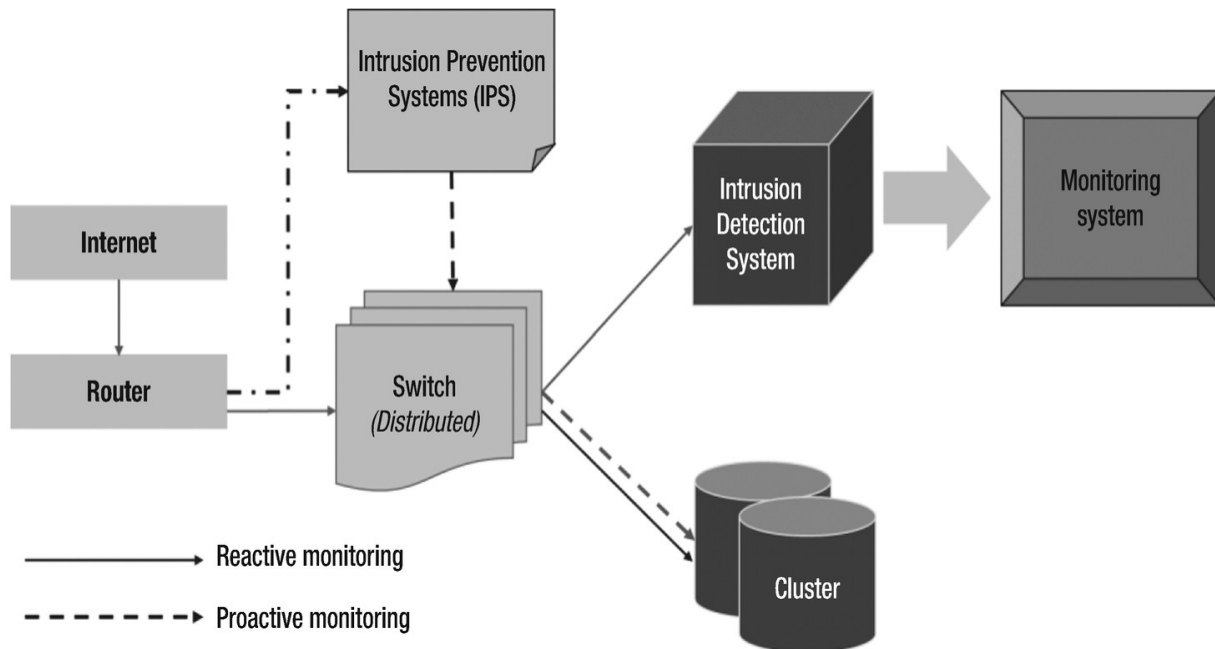 Intrusion Prevention
Systems (IPS)
Internet
Router
Switch
(Distributed)
Intrusion
Detection
System
Monitoring
system
Cluster
Reactive monitoring
Proactive monitoring